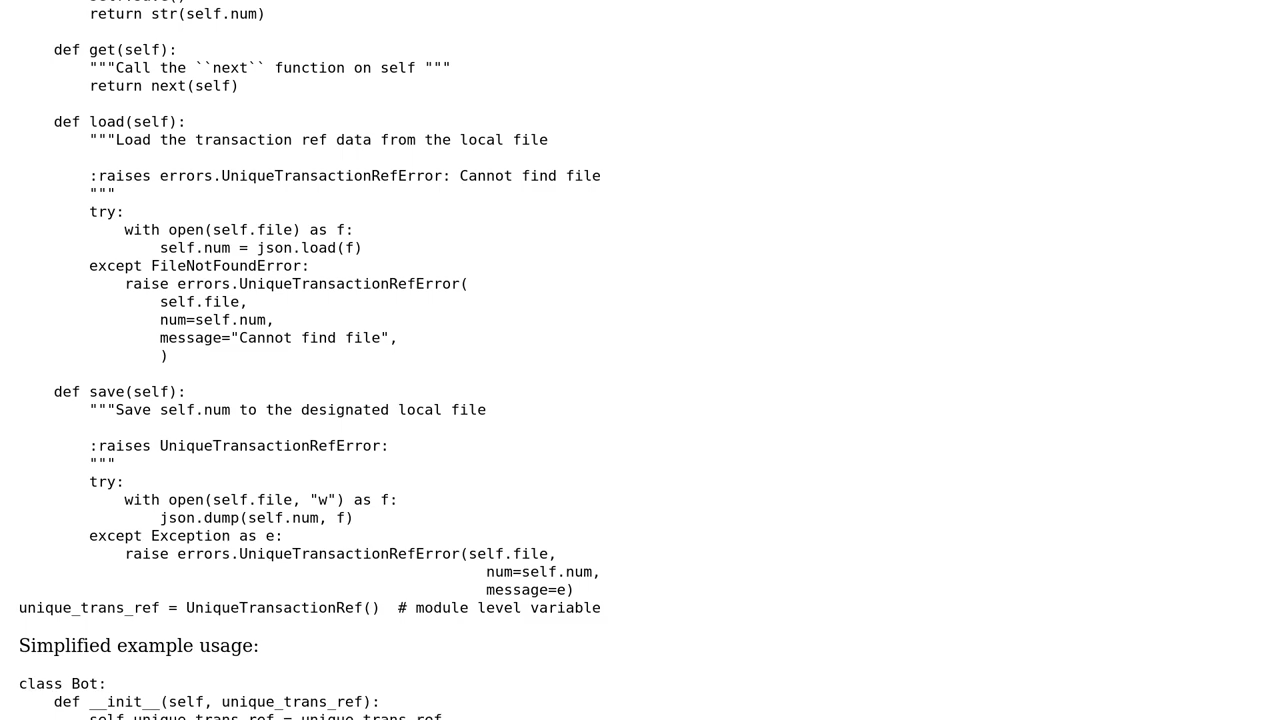 return str(self.num)
def get(self):
"""Call the ``next`` function on self """
return next(self)
def load(self):
"""Load the transaction ref data from the local file
:raises errors.UniqueTransactionRefError: Cannot find file
"""
try:
with open(self.file) as f:
self.num = json.load(f)
except FileNotFoundError:
raise errors.UniqueTransactionRefError(
self.file,
num=self.num,
message="Cannot find file",
)
def save(self):
"""Save self.num to the designated local file
:raises UniqueTransactionRefError:
"""
try:
with open(self.file, "w") as f:
json.dump(self.num, f)
except Exception as e:
raise errors.UniqueTransactionRefError(self.file,
num=self.num,
message=e)
unique_trans_ref = UniqueTransactionRef()  # module level variable
Simplified example usage:
class Bot:
def __init__(self, unique_trans_ref):
self.unique_trans_ref = unique_trans_ref